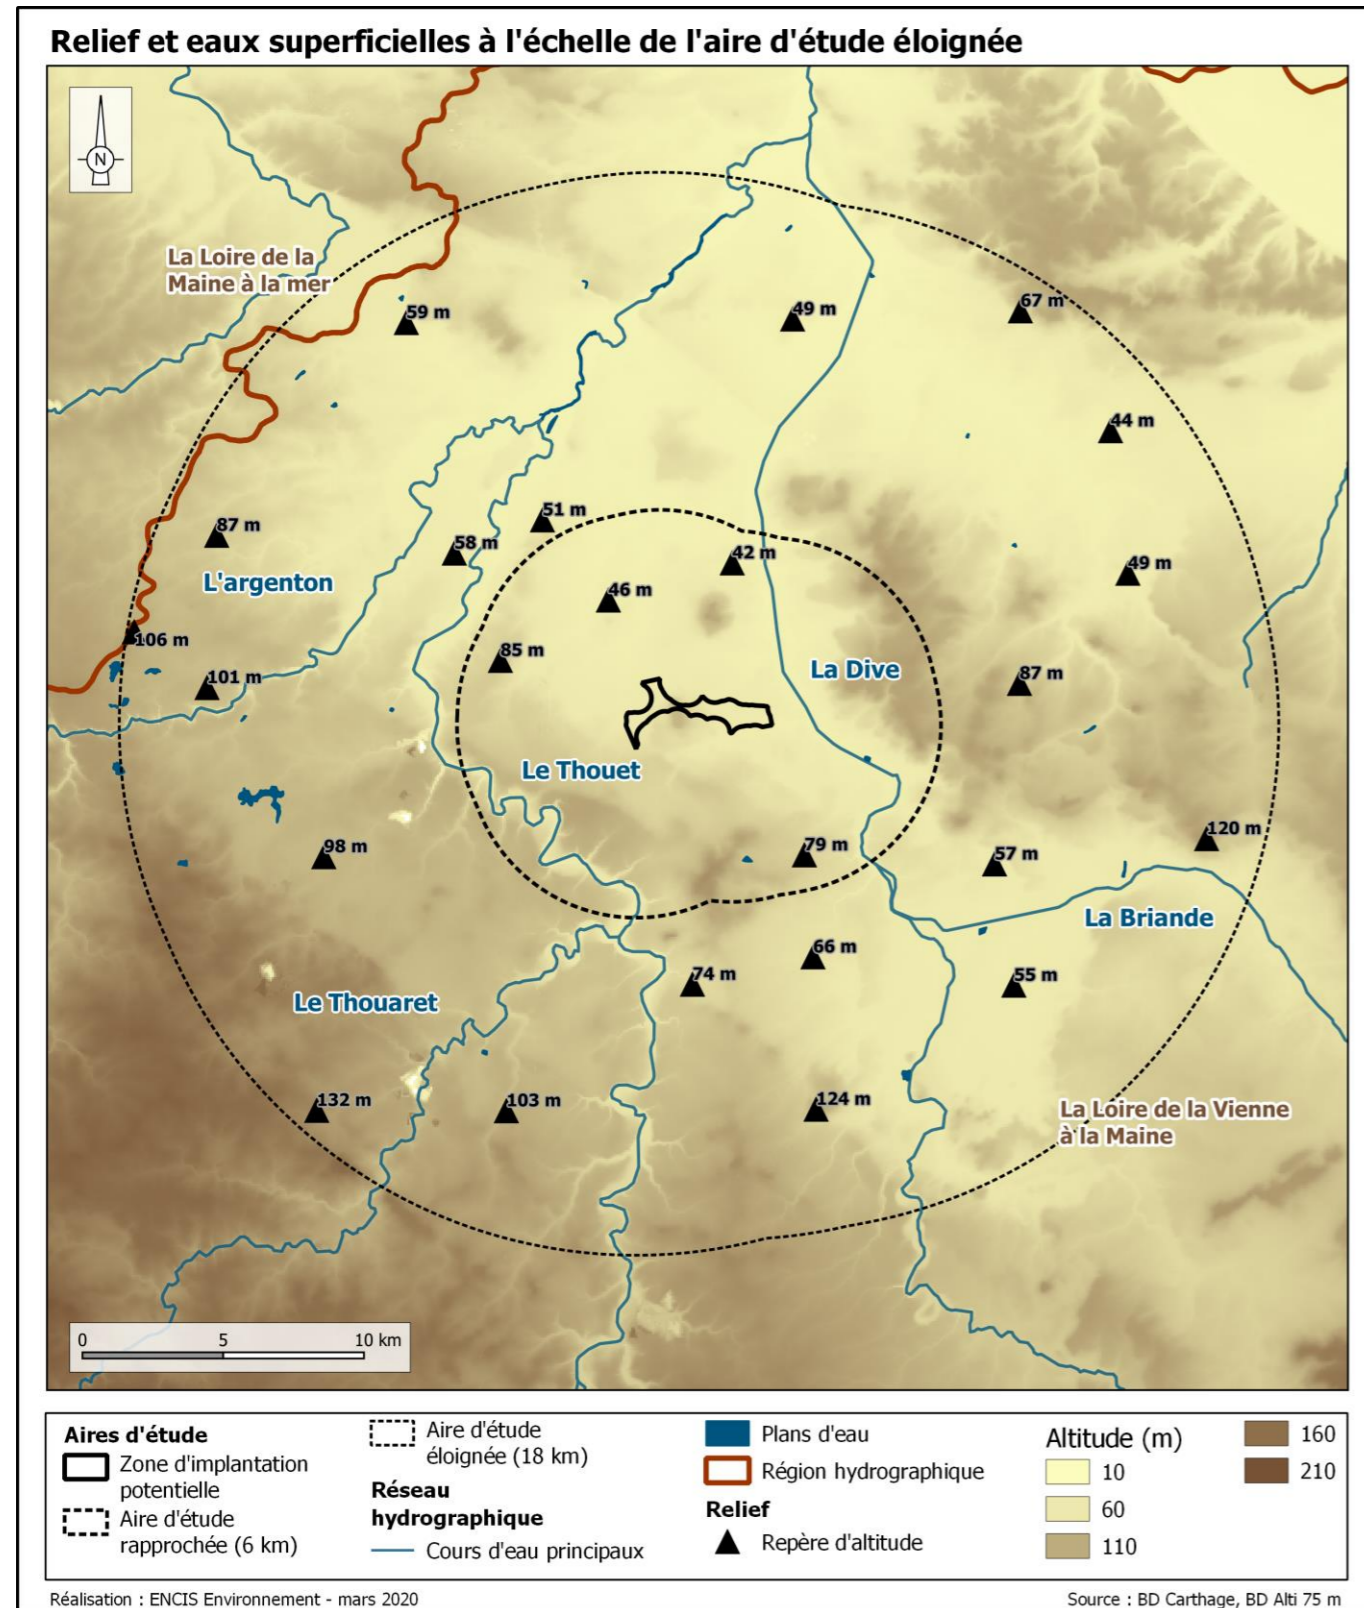 Relief et eaux superficielles à l'échelle de l'aire d'étude éloignée
N
La Loire de la
Maine à la mer
59 m
49 m
67 m
44 m
87 m
51 m
58 m
42 m
49 m
L'argenton
46 m
106 m
85 m
101 m
La Dive
87 m
Le Thouet
98 m
79 m
57 m
120 m
La Briande
66 m
74 m
55 m
Le Thouaret
132 m
103 m
124 m
La Loire de la Vienne
à la Maine
0 5 10 km
Aires d'étude
Zone d'implantation
potentielle
Aire d'étude
rapprochée (6 km)
Aire d'étude
éloignée (18 km)
Réseau
hydrographique
Cours d'eau principaux
Plans d'eau
Région hydrographique
Relief
Repère d'altitude
Altitude (m)
10
60
110
160
210
Réalisation : ENCIS Environnement - mars 2020
Source : BD Carthage, BD Alti 75 m